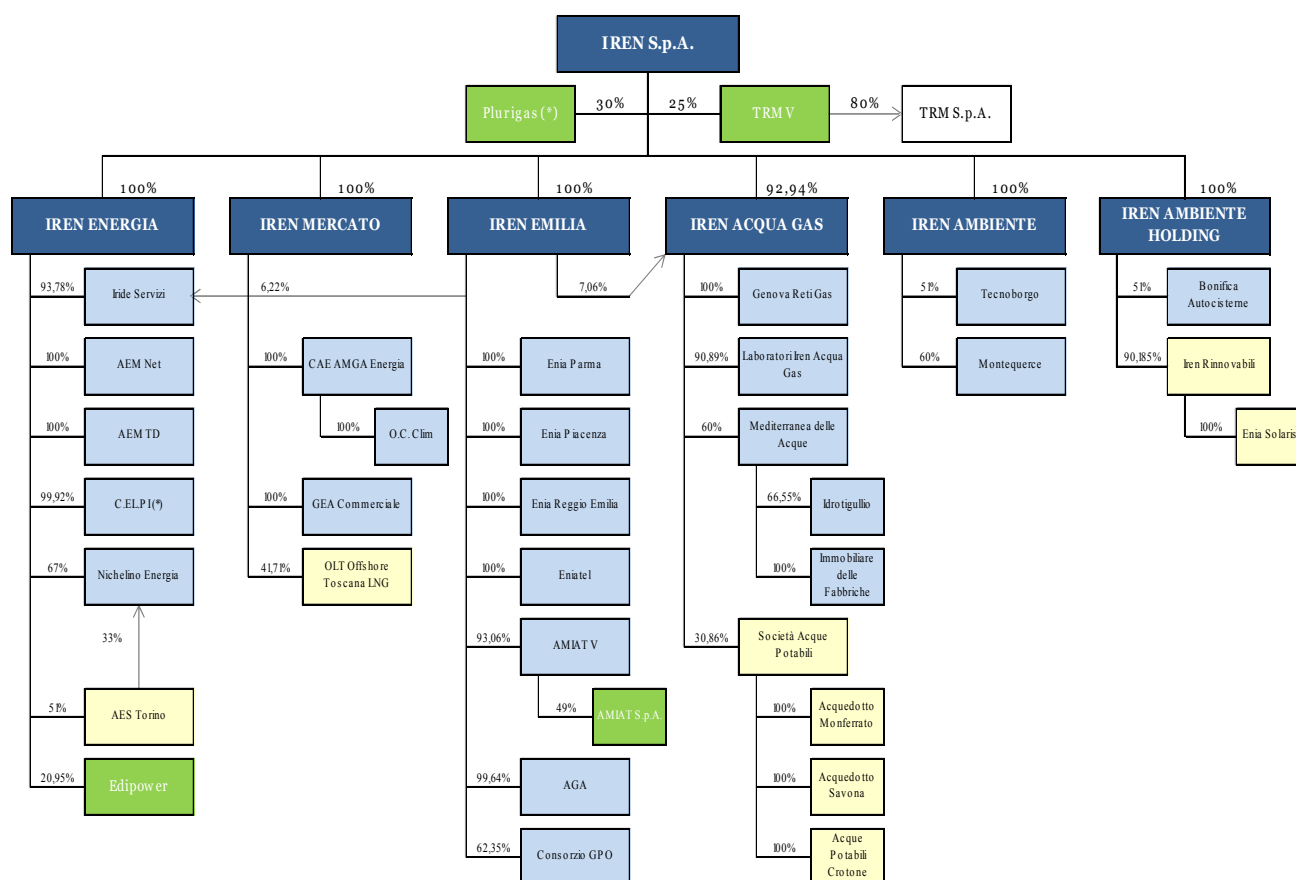 IREN S.p.A.
Plurigas (*)
30%
25%
TRM V
80%
TRM S.p.A.
100%
100%
100%
92,94%
100%
100%
IREN ENERGIA
IREN MERCATO
IREN EMILIA
IREN ACQUA GAS
IREN AMBIENTE
IREN AMBIENTE
HOLDING
93,78%
Iride Servizi
6,22%
7,06%
100%
Genova Reti Gas
51%
Tecnoborgo
51%
Bonifica
Autocisterne
100%
AEM Net
100%
CAE AMGA Energia
100%
Enia Parma
90,89%
Laboratori Iren Acqua
Gas
60%
Montequerce
90,185%
Iren Rinnovabili
100%
AEM TD
100%
O.C. Clim
100%
Enia Piacenza
60%
Mediterranea delle
Acque
100%
Enia Solaris
99,92%
C.EL.P I (*)
100%
GEA Commerciale
100%
Enia Reggio Emilia
66,55%
Idrotigullio
67%
Nichelino Energia
41,71%
OLT Offshore
Toscana LNG
100%
Eniatel
100%
Immobiliare
delle
Fabbriche
33%
93,06%
AMIAT V
30,86%
Società Acque
Potabili
51%
AES Torino
49%
AMIAT S.p.A.
100%
Acquedotto
Monferrato
20,95%
Edipower
99,64%
AGA
100%
Acquedotto
Savona
62,35%
Consorzio GPO
100%
Acque
Potabili
Crotone